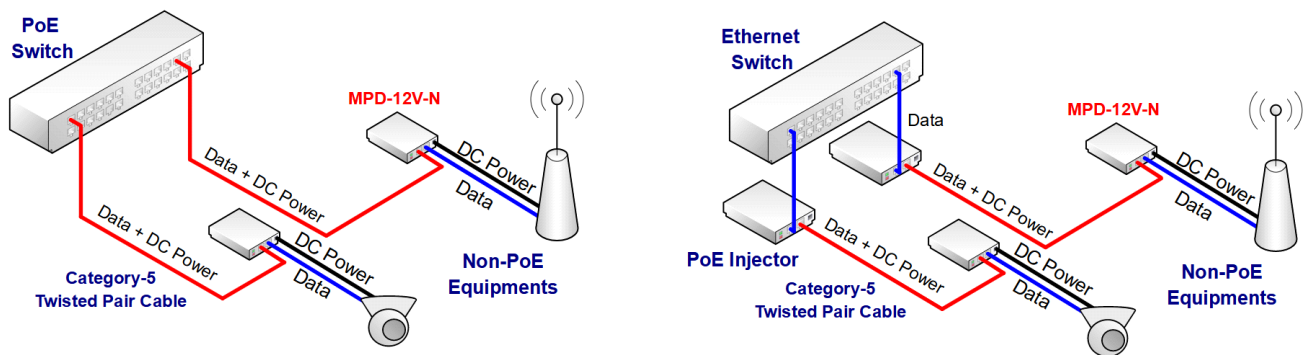 PoE
Switch
MPD-12V-N
DC Power
Data
Data + DC Power
Data + DC Power
DC Power
Data
Category-5
Twisted Pair Cable
Non-PoE
Equipments
Ethernet
Switch
Data
MPD-12V-N
DC Power
Data
Data + DC Power
PoE Injector
Data + DC Power
DC Power
Data
Category-5
Twisted Pair Cable
Non-PoE
Equipments